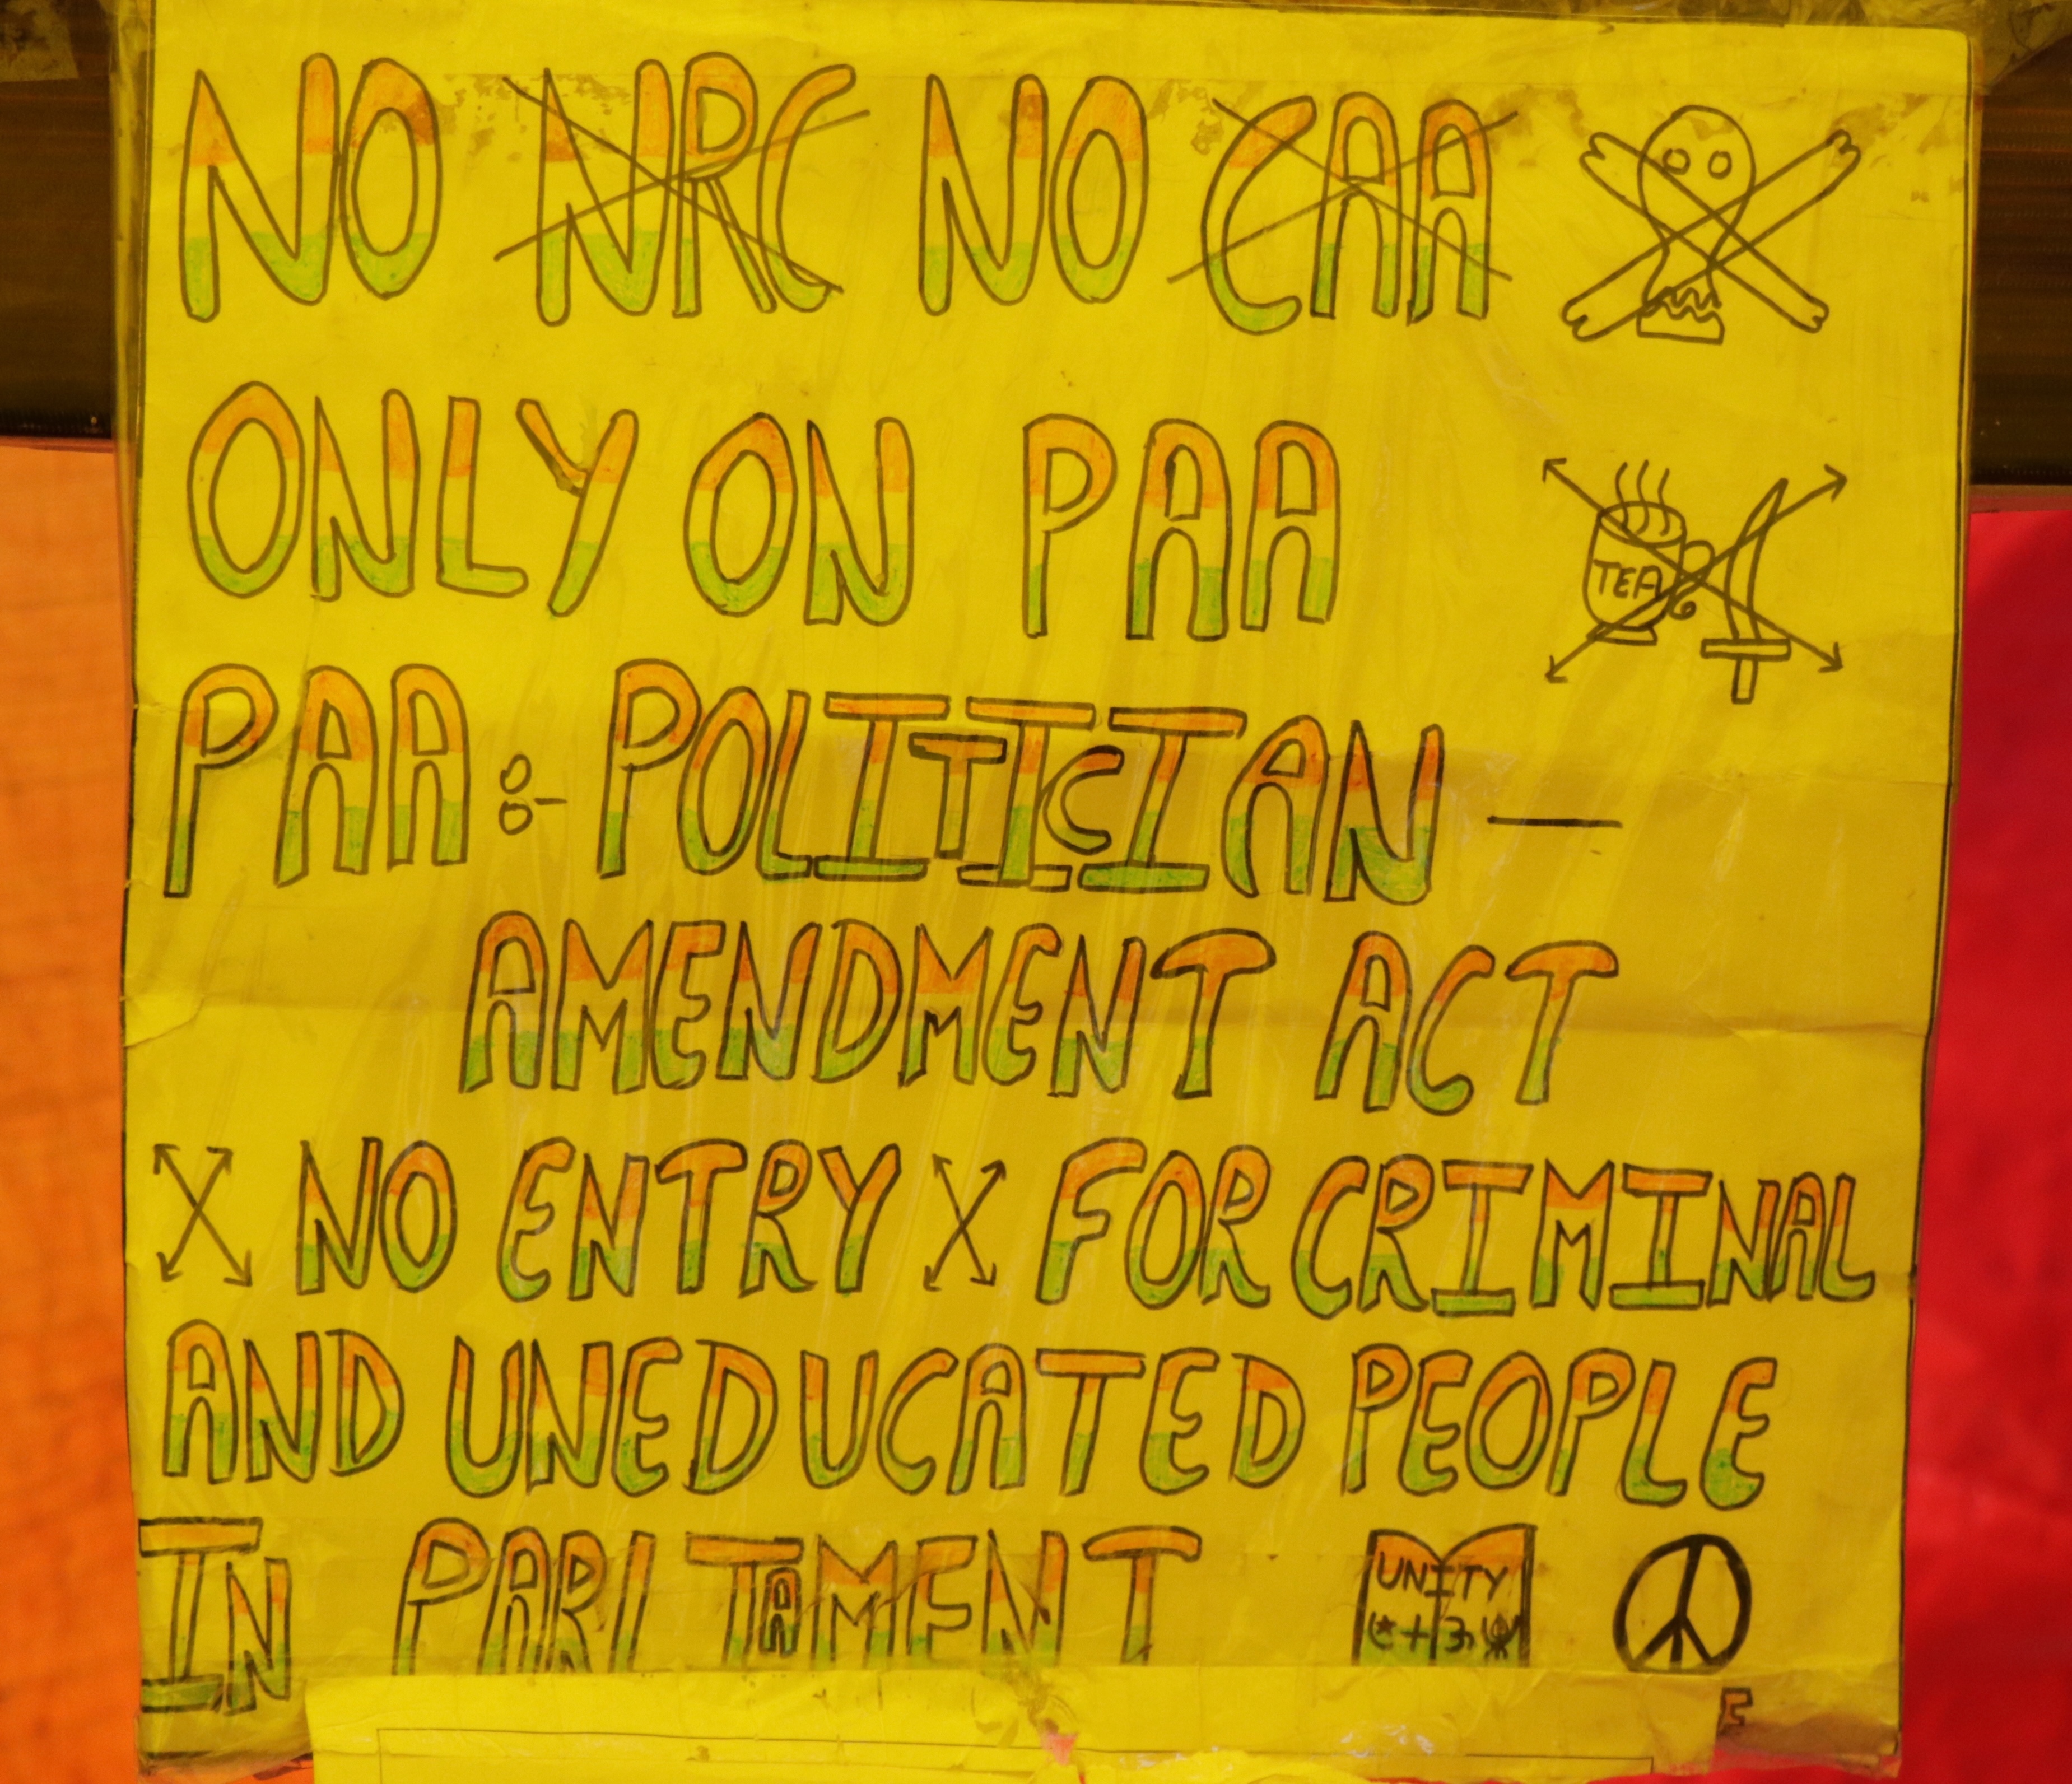 NO NRC NO CAA
ONLY ON PAA
TEA
PAA :- POLITICIAN —
AMENDMENT ACT
X NO ENTRY X FOR CRIMINAL
AND UNEDUCATED PEOPLE
IN PARLIAMENT
UNITY